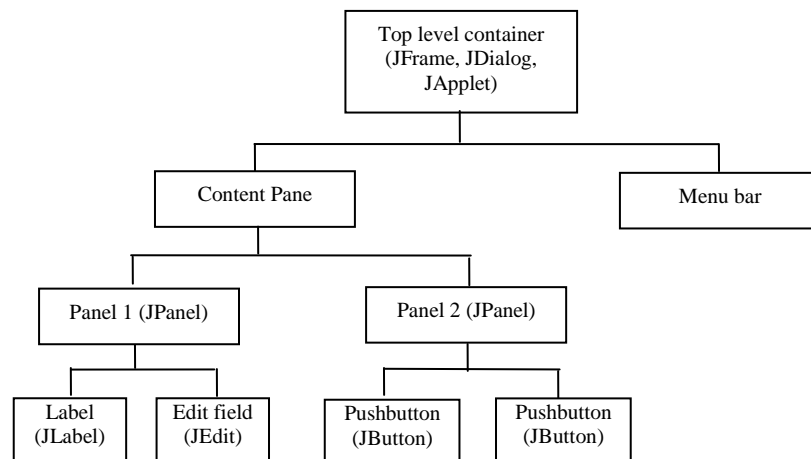 Top level container
(JFrame, JDialog,
JApplet)
Content Pane
Menu bar
Panel 1 (JPanel)
Panel 2 (JPanel)
Label
(JLabel)
Edit field
(JEdit)
Pushbutton
(JButton)
Pushbutton
(JButton)